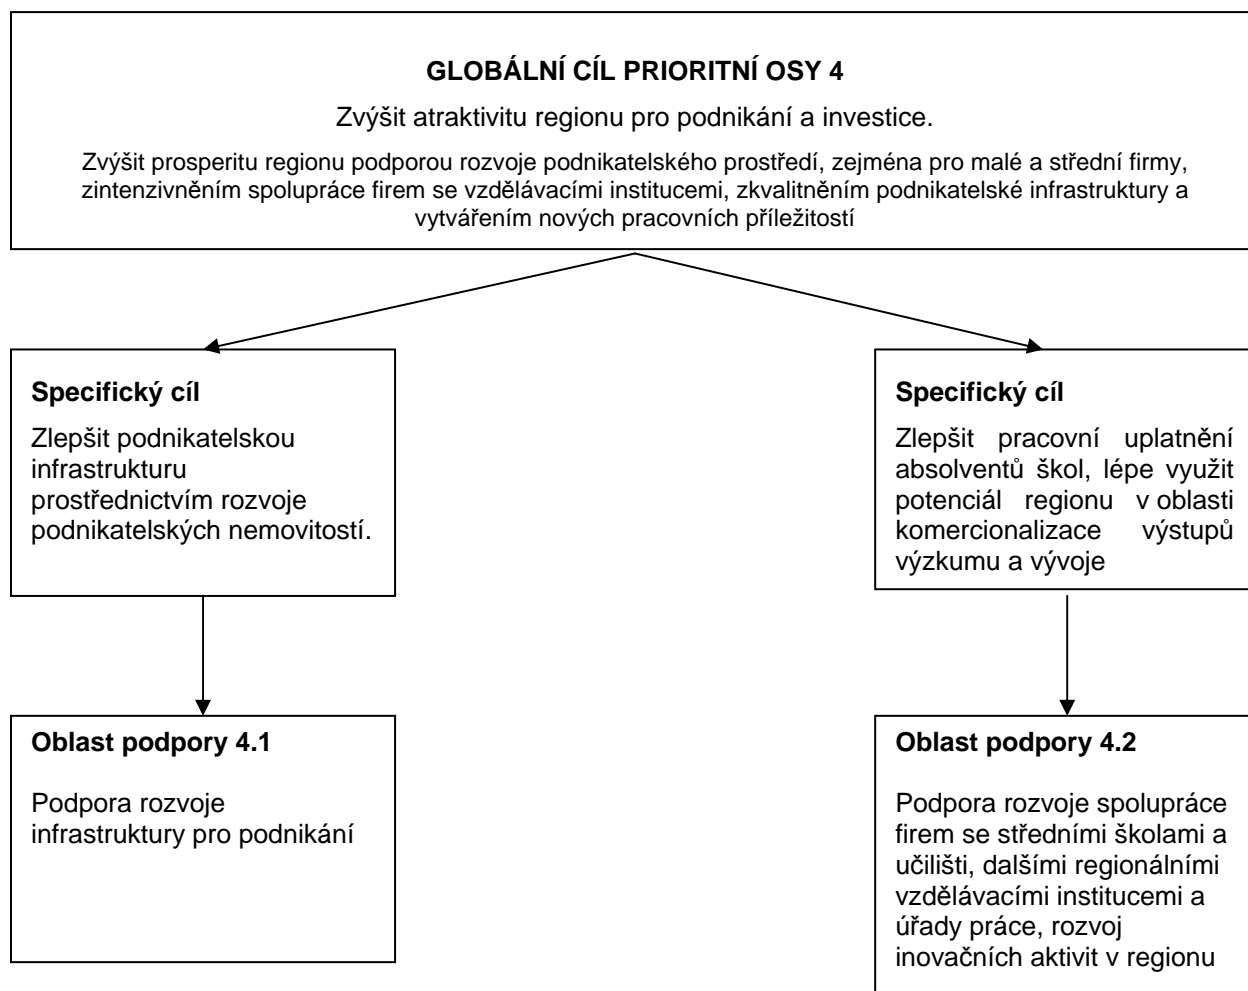 GLOBÁLNÍ CÍL PRIORITNÍ OSY 4
Zvýšit atraktivitu regionu pro podnikání a investice.
Zvýšit prosperitu regionu podporou rozvoje podnikatelského prostředí, zejména pro malé a střední firmy,
zintenzivněním spolupráce firem se vzdělávacími institucemi, zkvalitněním podnikatelské infrastruktury a
vytvářením nových pracovních příležitostí
Specifický cíl
Zlepšit podnikatelskou
infrastrukturu
prostřednictvím rozvoje
podnikatelských nemovitostí.
Specifický cíl
Zlepšit pracovní uplatnění
absolventů škol, lépe využit
potenciál regionu v oblasti
komercionalizace výstupů
výzkumu a vývoje
Oblast podpory 4.1
Podpora rozvoje
infrastruktury pro podnikání
Oblast podpory 4.2
Podpora rozvoje spolupráce
firem se středními školami a
učilišti, dalšími regionálními
vzdělávacími institucemi a
úřady práce, rozvoj
inovačních aktivit v regionu